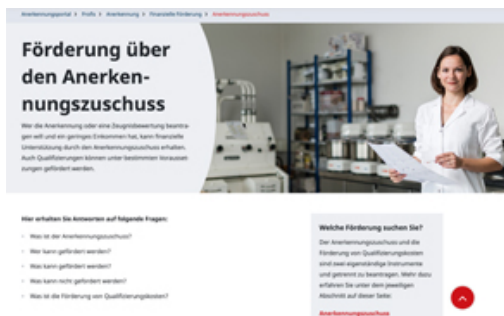 Anerkennungsportal > Profis > Anerkennung > Finanzielle Förderung > Anerkennungszuschuss
Förderung über
den Anerken-
nungszuschuss
Wer die Anerkennung oder eine Zeugnisbewertung beantra-
gen will und ein geringes Einkommen hat, kann finanzielle
Unterstützung durch den Anerkennungszuschuss erhalten.
Auch Qualifizierungen können unter bestimmten Vorausset
zungen gefördert werden.
Hier erhalten Sie Antworten auf folgende Fragen:
Was ist der Anerkennungszuschuss?
Wer kann gefördert werden?
Was kann gefördert werden?
Was kann nicht gefördert werden?
Was ist die Förderung von Qualifizierungskosten?
Welche Förderung suchen Sie?
Der Anerkennungszuschuss und die
Förderung von Qualifizierungskosten
sind zwei eigenständige Instrumente
und getrennt zu beantragen. Mehr dazu
erfahren Sie unter dem jeweiligen
Abschnitt auf dieser Seite:
Anerkennungszuschuss